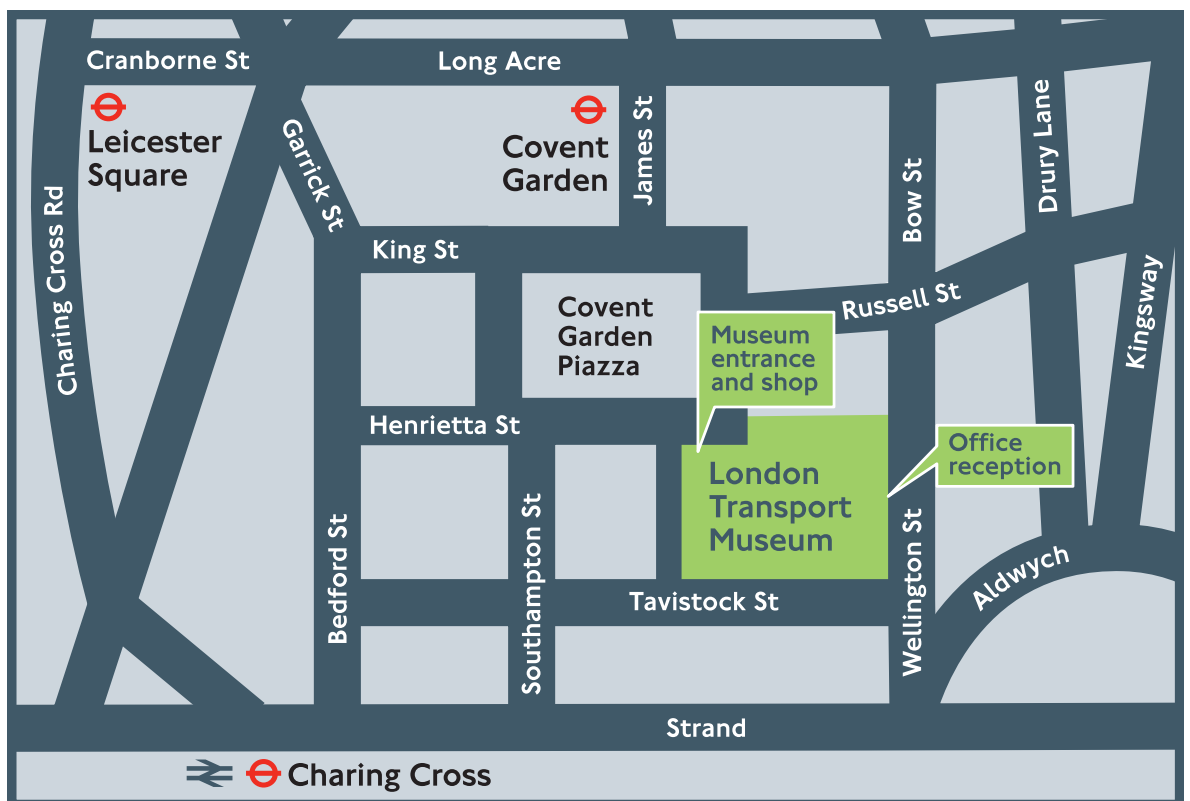 Cranborne St
Long Acre
Leicester
Square
Garrick St
Covent
Garden
James St
Bow St
Drury Lane
Charing Cross Rd
King St
Covent
Garden
Piazza
Russell St
Kingsway
Museum
entrance
and shop
Henrietta St
Office
reception
London
Transport
Museum
Bedford St
Southampton St
Tavistock St
Wellington St
Aldwych
Strand
Charing Cross